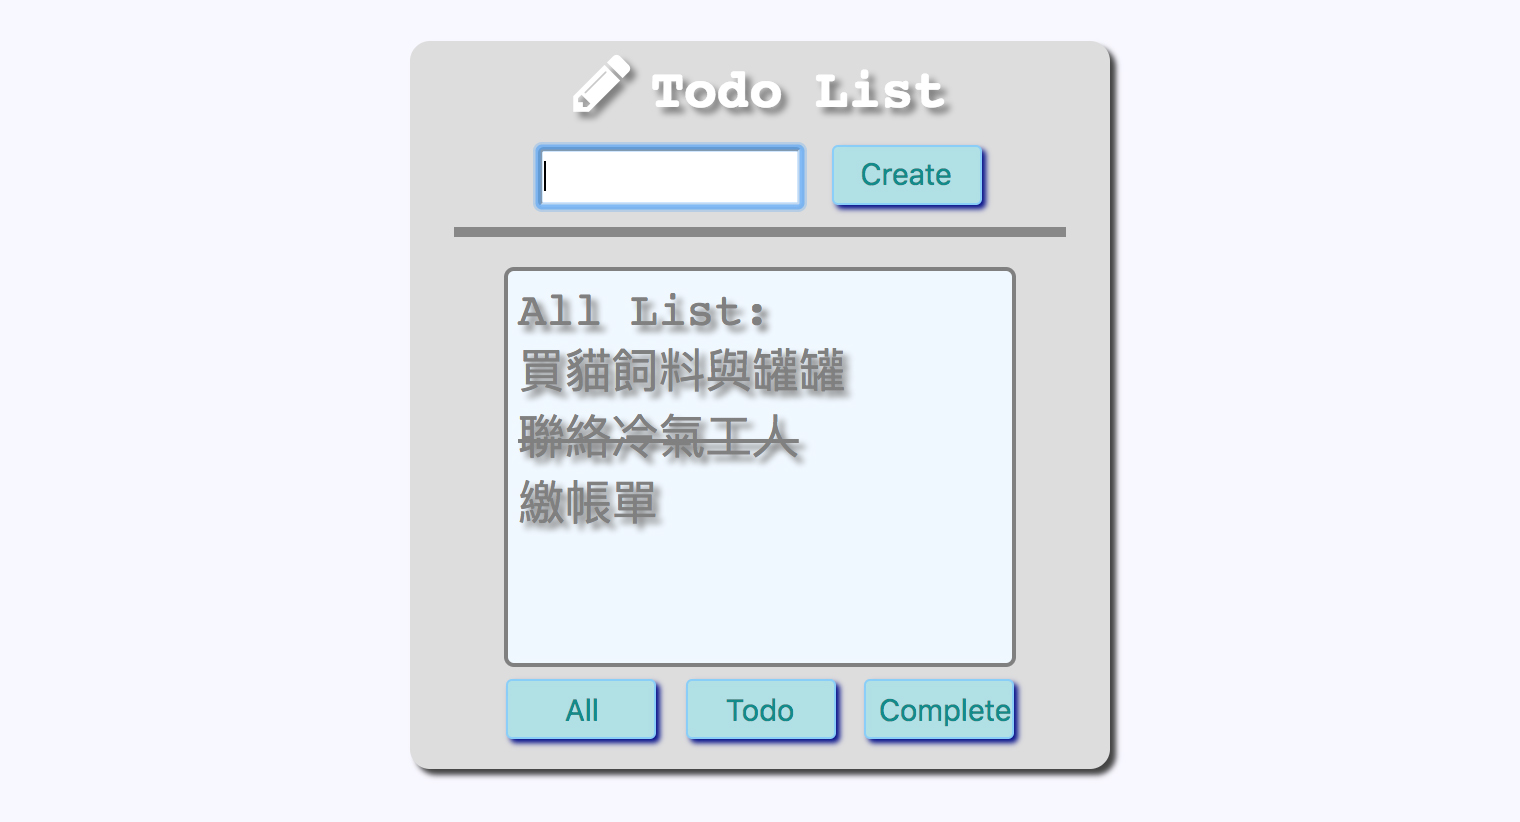 Todo List
Create
All List:
買貓飼料與罐罐
聯絡冷氣工人
繳帳單
All Todo Complete